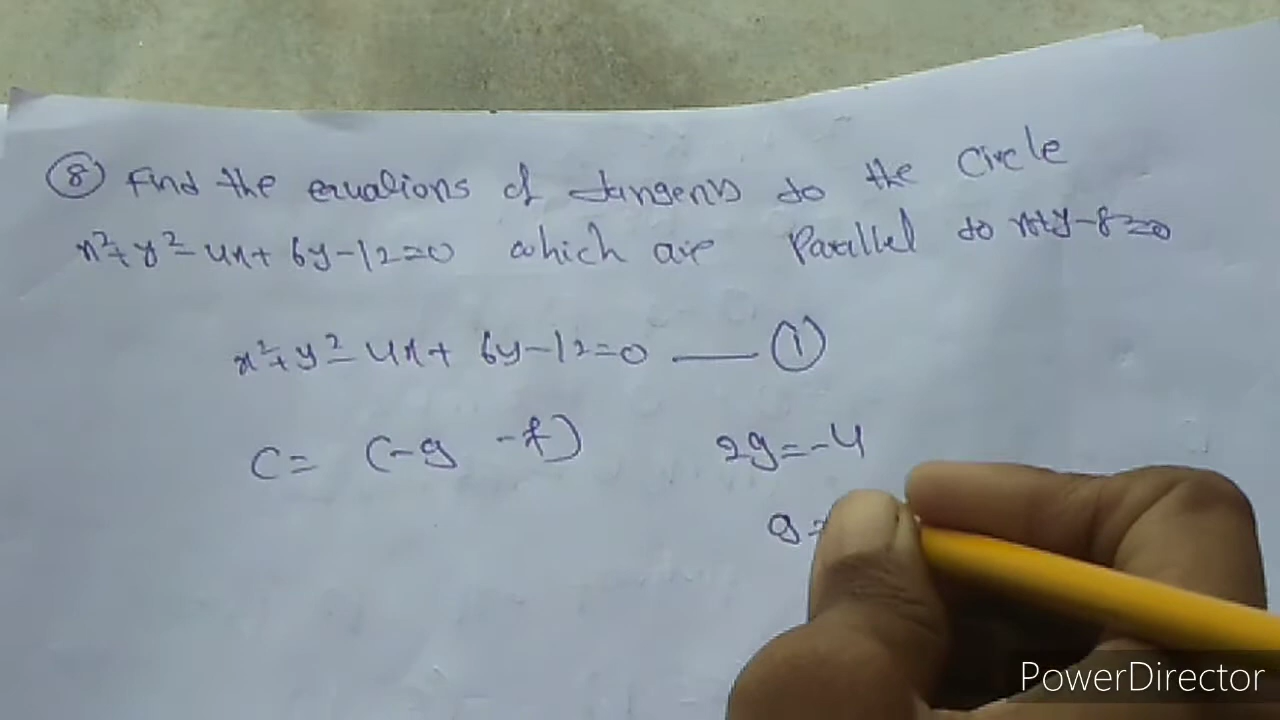 ⑧ Find the equations of tangents to the Circle
x²+y²-4x+6y-12=0 which are Parallel to x+y-8=0
x²+y²-4x+6y-12=0 —— ①
C= (-g -f)
2g=-4
g=
PowerDirector